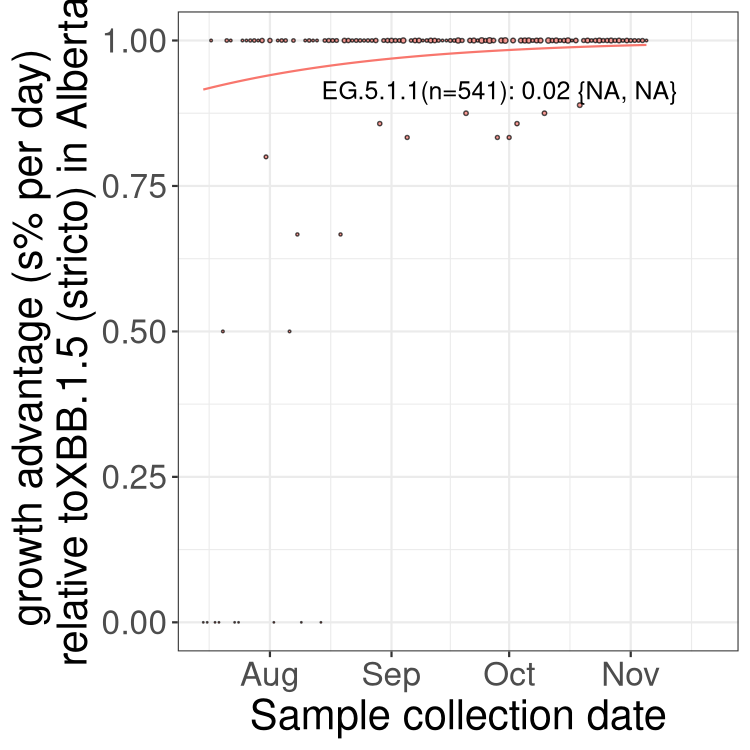 growth advantage (s% per day)
relative toXBB.1.5 (stricto) in Alberta
1.00
0.75
0.50
0.25
0.00
EG.5.1.1(n=541): 0.02 {NA, NA}
Aug Sep Oct Nov
Sample collection date